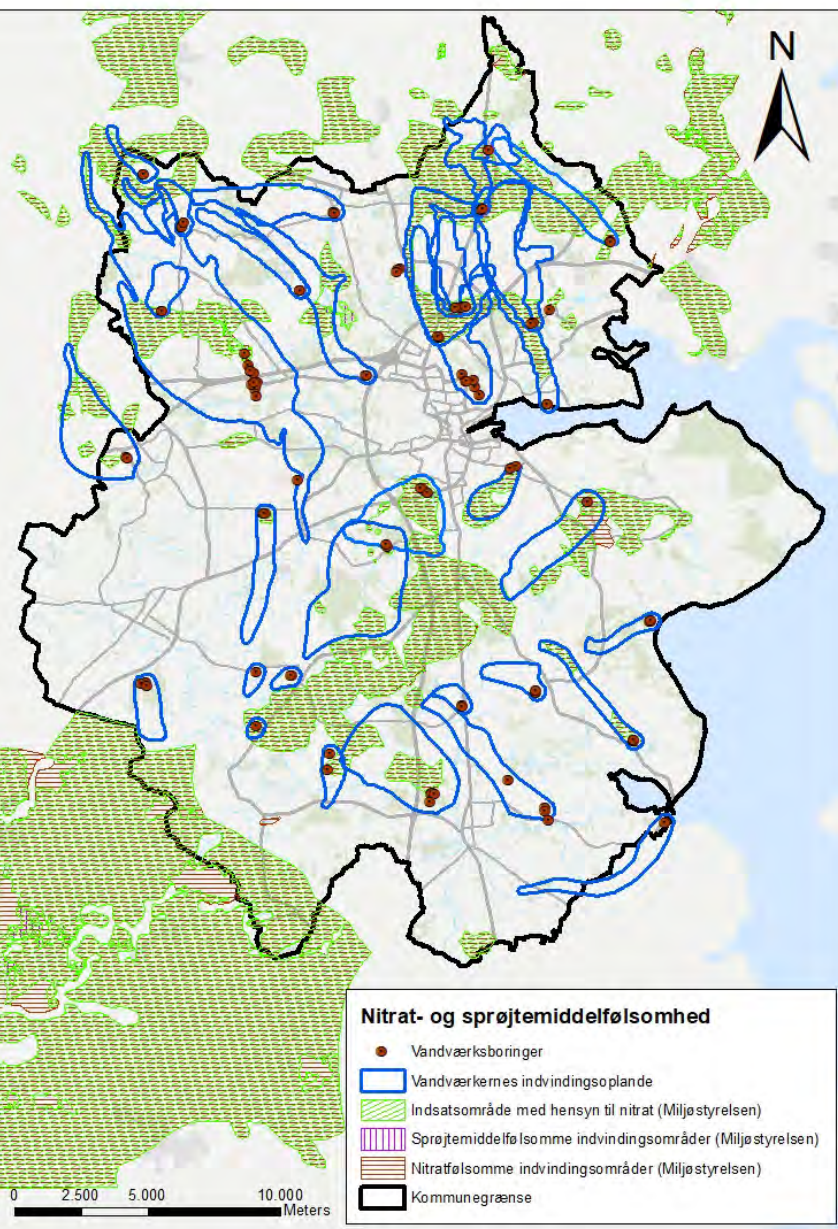 N
Nitrat- og sprøjtemiddelfølsomhed
Vandværksboringer
Vandværkernes indvindingsoplande
Indsatsområde med hensyn til nitrat (Miljøstyrelsen)
Sprøjtemiddelfølsomme indvindingsområder (Miljøstyrelsen)
Nitratfølsomme indvindingsområder (Miljøstyrelsen)
Kommunegrænse
0 2.500 5.000 10.000
Meters